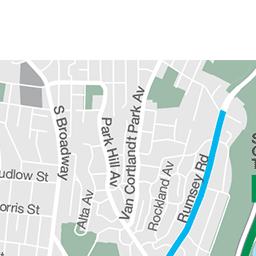 S Broadway
Park Hill Av
Van Cortlandt Park Av
Rockland Av
Rumsey Rd
Alta Av
udlow St
orris St